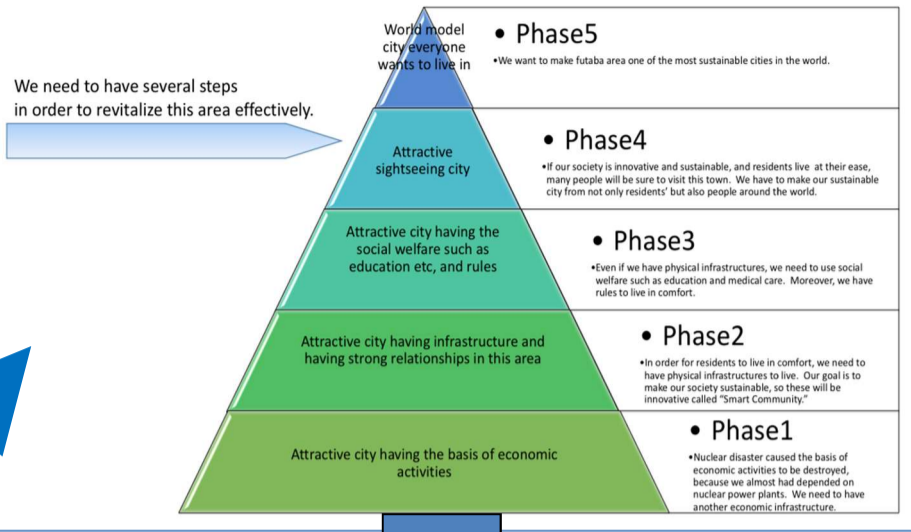 World model
city everyone
wants to live in
• Phase5
•We want to make futaba area one of the most sustainable cities in the world.
We need to have several steps
in order to revitalize this area effectively.
Attractive
sightseeing city
• Phase4
•If our society is innovative and sustainable, and residents live at their ease,
many people will be sure to visit this town. We have to make our sustainable
city from not only residents’ but also people around the world.
Attractive city having the
social welfare such as
education etc, and rules
• Phase3
•Even if we have physical infrastructures, we need to use social
welfare such as education and medical care. Moreover, we have
rules to live in comfort.
Attractive city having infrastructure and
having strong relationships in this area
• Phase2
•In order for residents to live in comfort, we need to
have physical infrastructures to live. Our goal is to
make our society sustainable, so these will be
innovative called “Smart Community.”
Attractive city having the basis of economic
activities
• Phase1
•Nuclear disaster caused the basis of
economic activities to be destroyed,
because we almost had depended on
nuclear power plants. We need to have
another economic infrastructure.